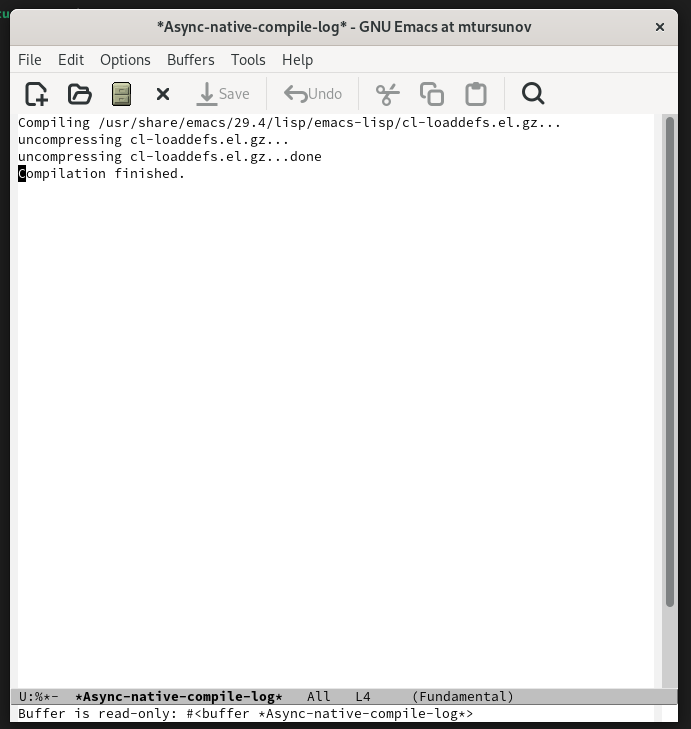 *Async-native-compile-log* - GNU Emacs at mtursunov
File Edit Options Buffers Tools Help
Save Undo
Compiling /usr/share/emacs/29.4/lisp/emacs-lisp/cl-loaddefs.el.gz...
uncompressing cl-loaddefs.el.gz...
uncompressing cl-loaddefs.el.gz...done
Compilation finished.
U:%*- *Async-native-compile-log* All L4 (Fundamental)
Buffer is read-only: #<buffer *Async-native-compile-log*>